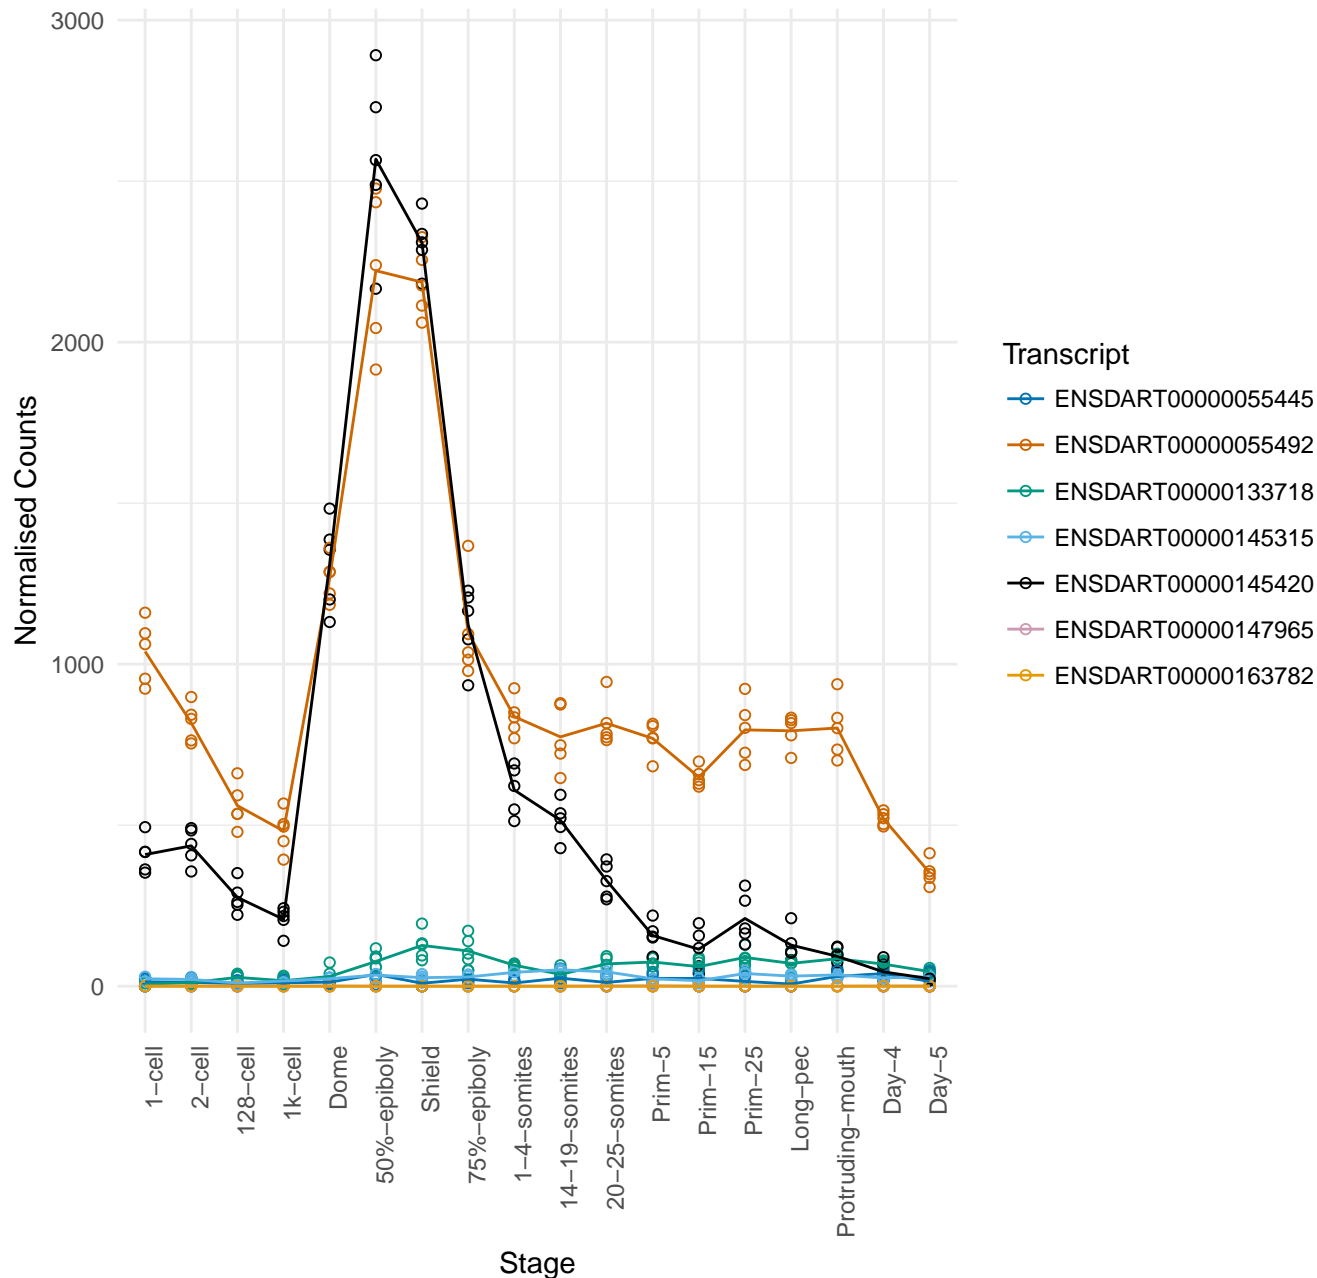 3000
2000
1000
0
Normalised Counts
1−cell
2−cell
128−cell
1k−cell
Dome
50%−epiboly
Shield
75%−epiboly
1−4−somites
14−19−somites
20−25−somites
Prim−5
Prim−15
Prim−25
Long−pec
Protruding−mouth
Day−4
Day−5
Stage
Transcript
ENSDART00000055445
ENSDART00000055492
ENSDART00000133718
ENSDART00000145315
ENSDART00000145420
ENSDART00000147965
ENSDART00000163782